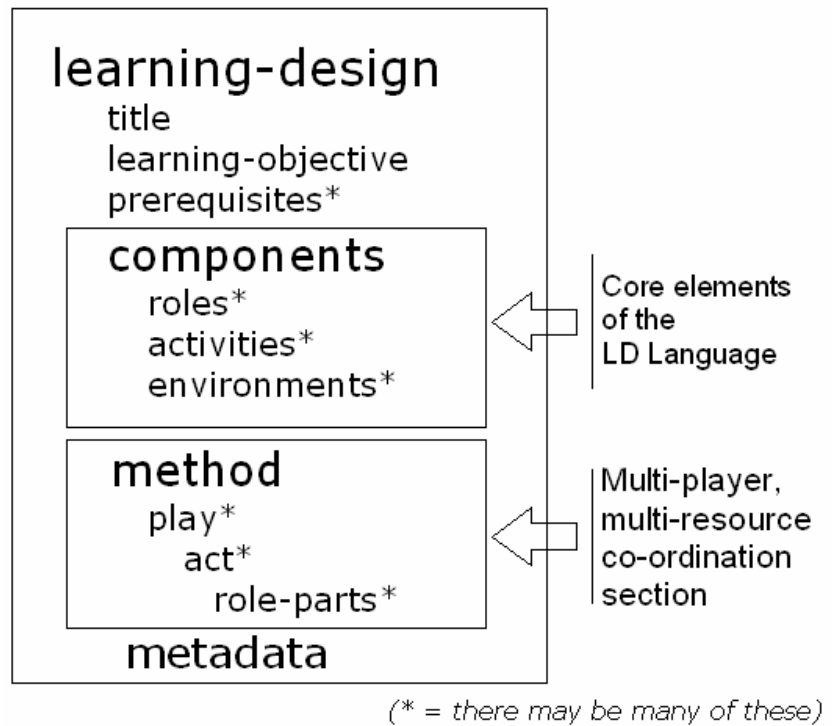 learning-design
title
learning-objective
prerequisites*
components
roles*
activities*
environments*
Core elements
of the
LD Language
method
play*
act*
role-parts*
Multi-player,
multi-resource
co-ordination
section
metadata
(* = there may be many of these)